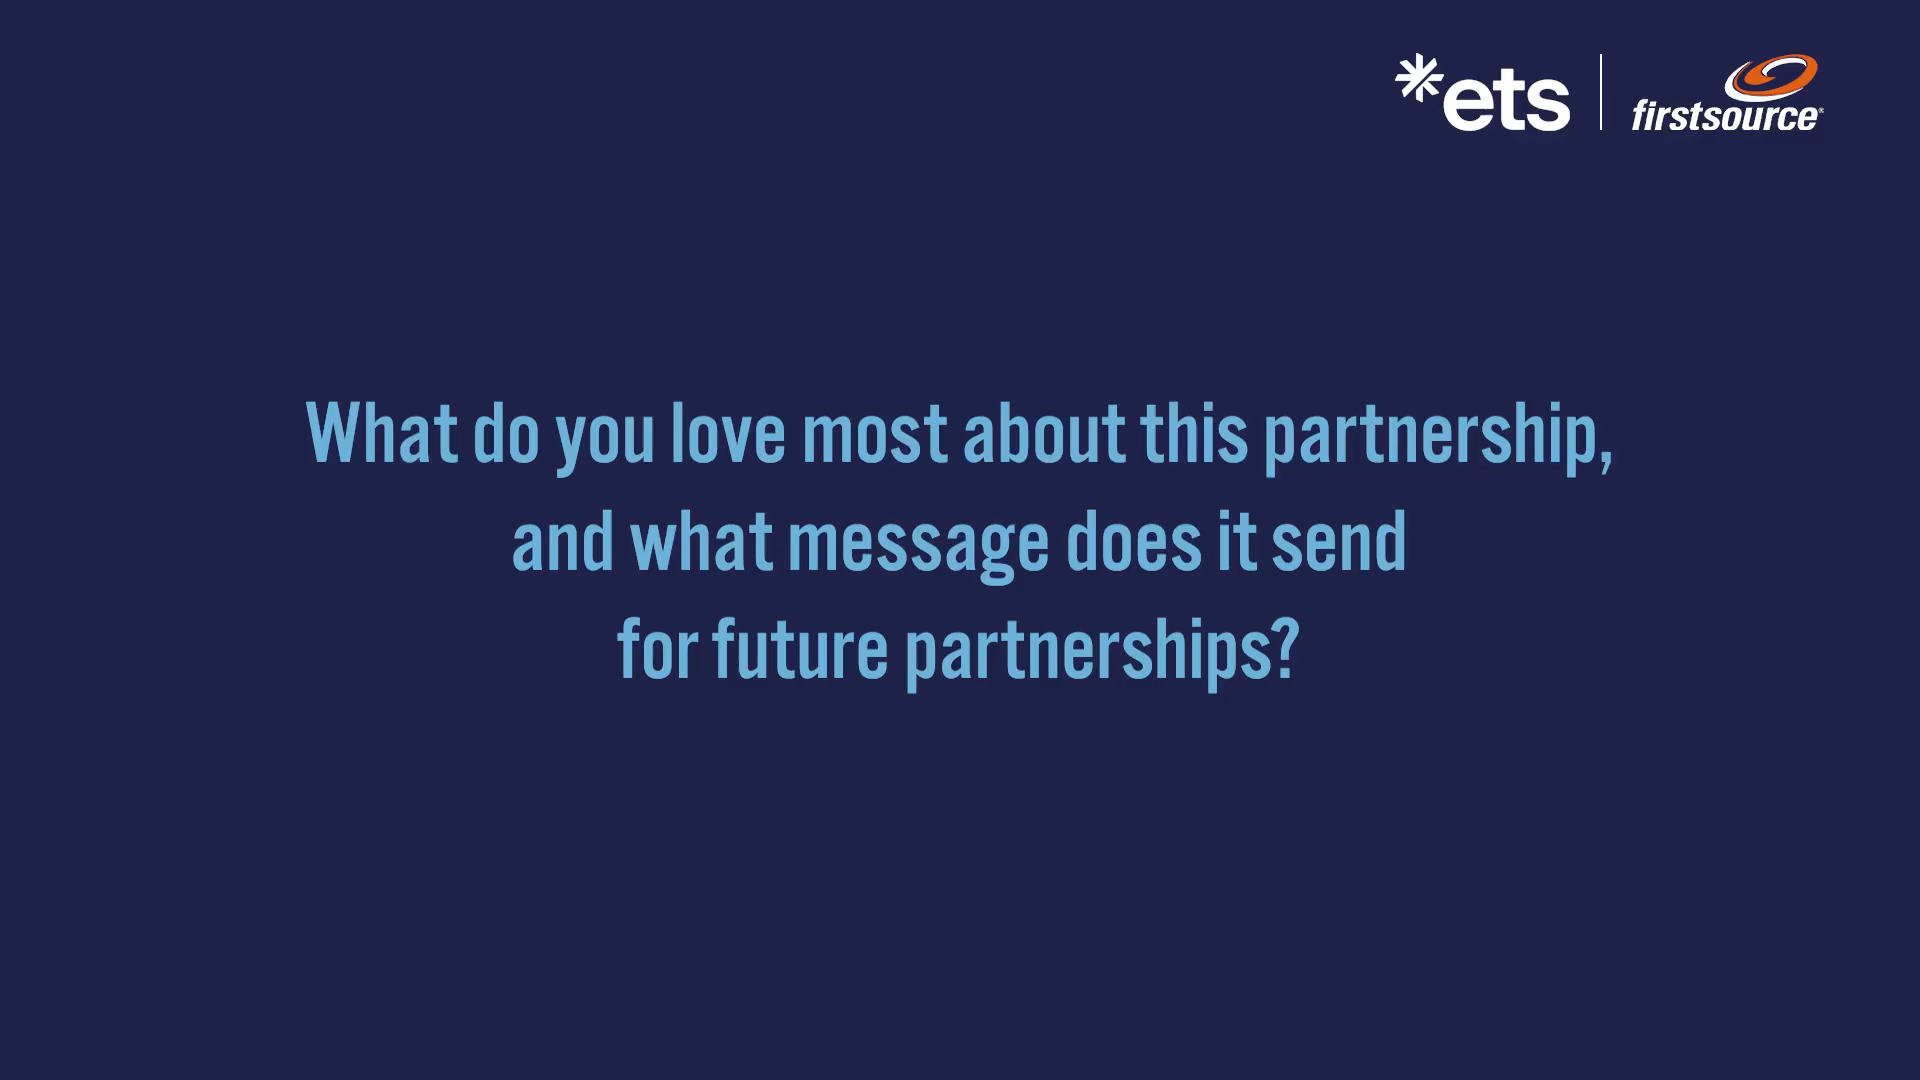 ets
firstsource®
What do you love most about this partnership,
and what message does it send
for future partnerships?